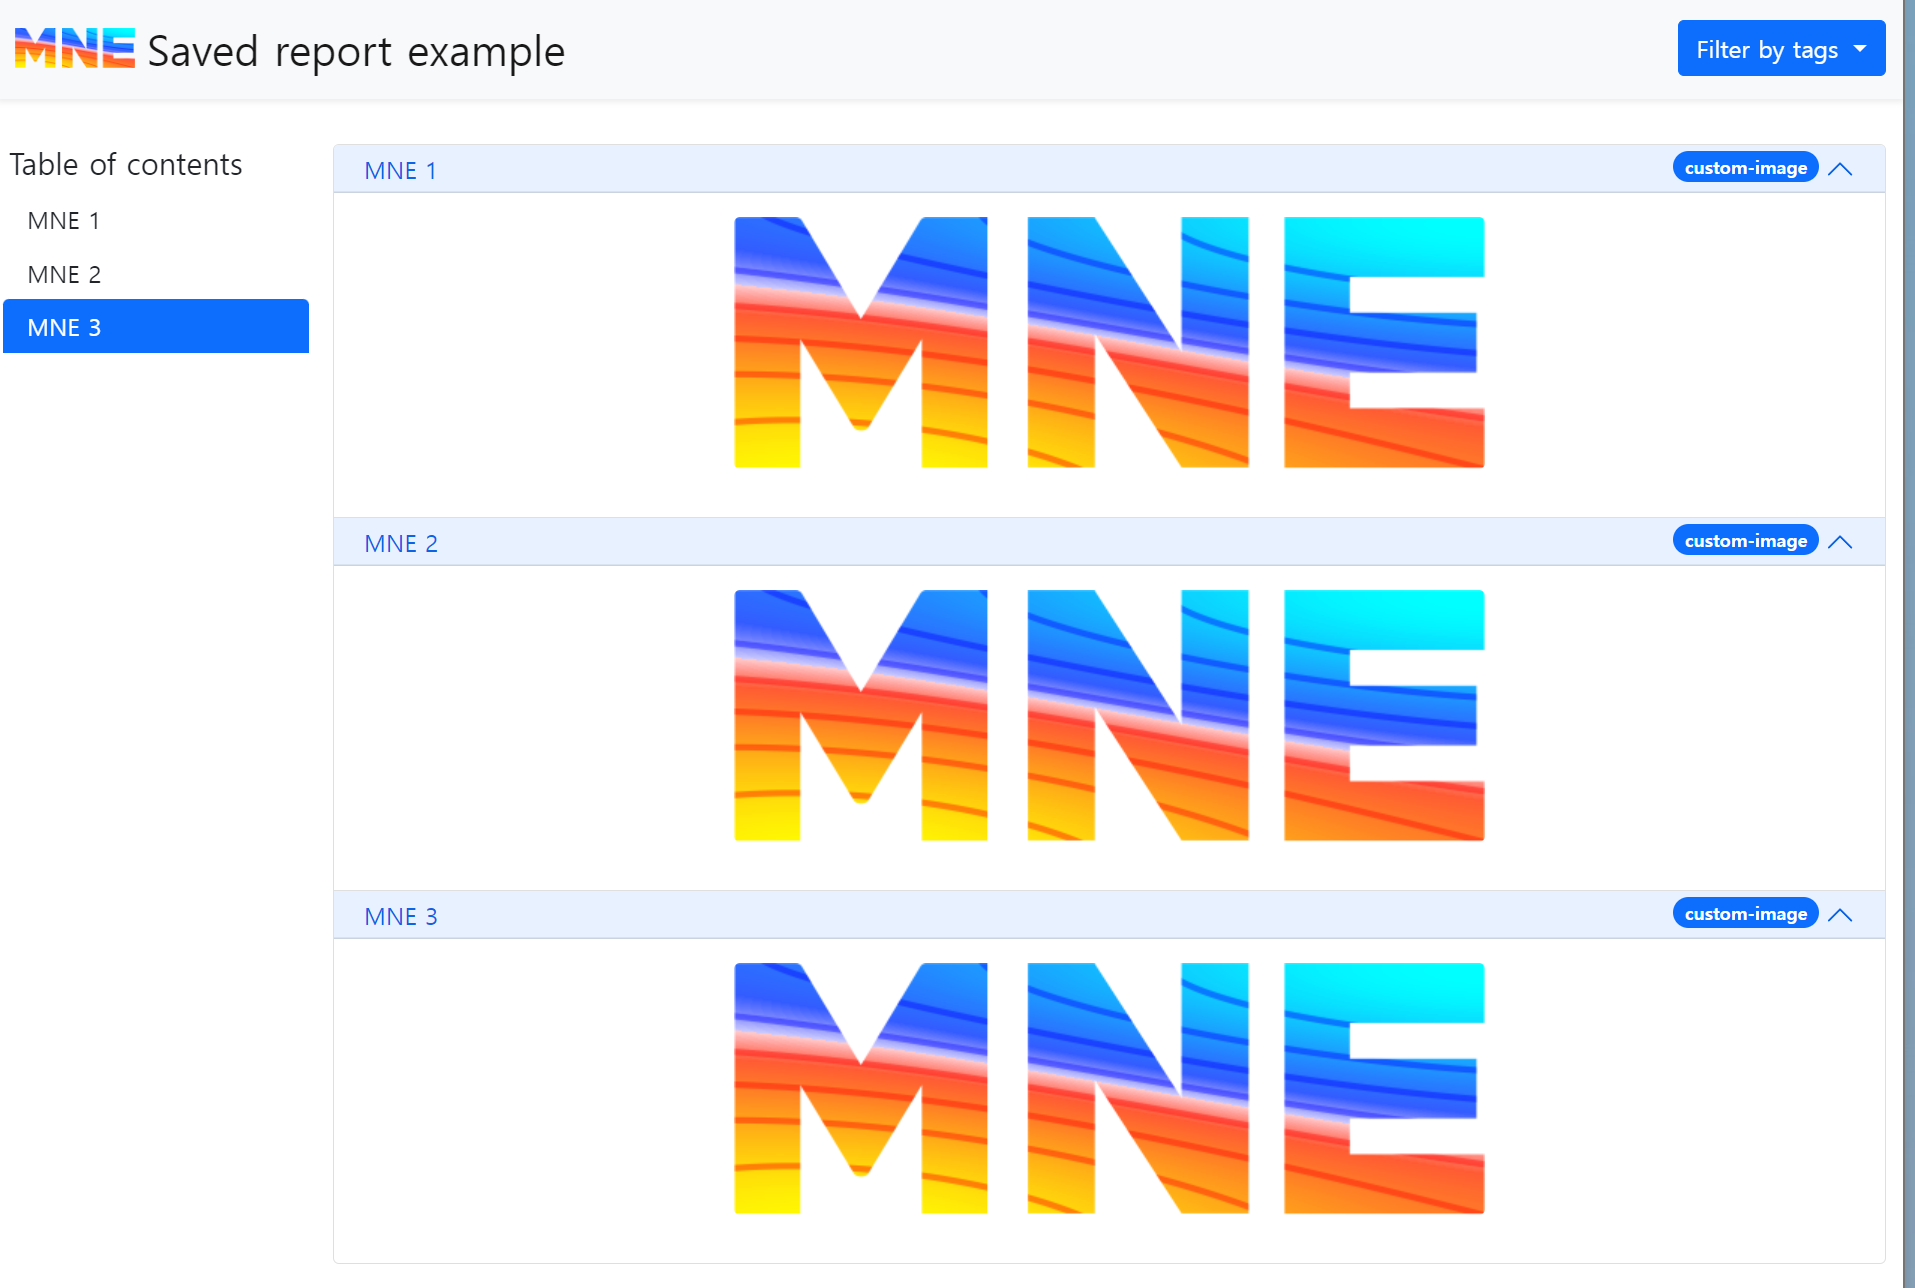 MNE Saved report example
Filter by tags
Table of contents
MNE 1
MNE 2
MNE 3
MNE 1 custom-image
MNE
MNE 2 custom-image
MNE
MNE 3 custom-image
MNE